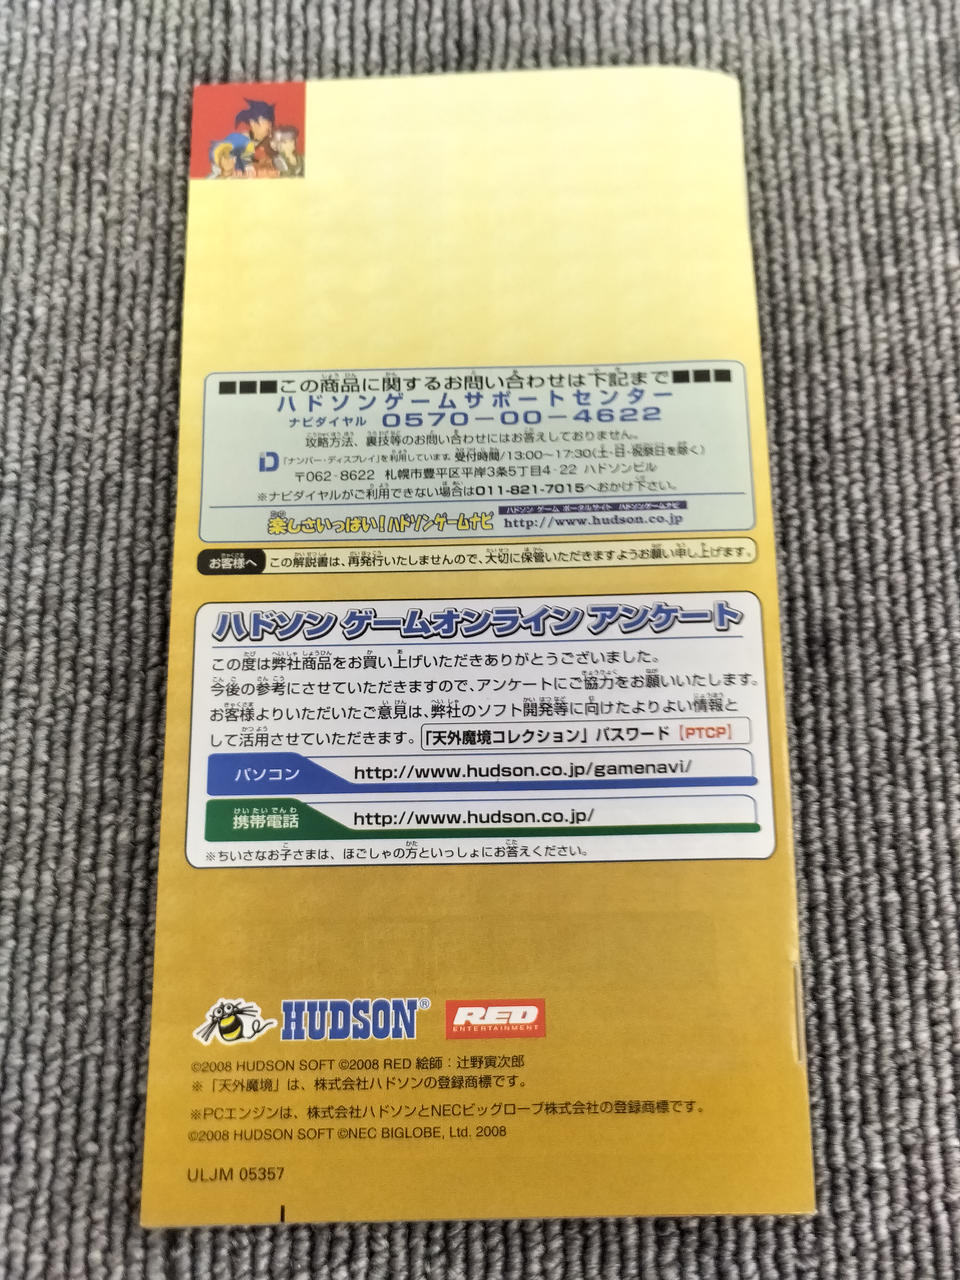 ■■■この商品に関するお問い合わせは下記まで■■■
ハドソンゲームサポートセンター
ナビダイヤル 0570-00-4622
攻略方法、裏技等のお問い合わせにはお答えしておりません。
D 「ナンバー・ディスプレイ」を利用しています。受付時間/13:00~17:30(土・日・祝祭日を除く)
〒062-8622 札幌市豊平区平岸3条5丁目4-22 ハドソンビル
※ナビダイヤルがご利用できない場合は011-821-7015へおかけ下さい。
楽しさいっぱい!ハドソンゲームナビ
ハドソン ゲーム ポータルサイト ハドソンゲームナビ
http://www.hudson.co.jp
お客様へ この解説書は、再発行いたしませんので、大切に保管いただきますようお願い申し上げます。
ハドソン ゲームオンライン アンケート
この度は弊社商品をお買い上げいただきありがとうございました。
今後の参考にさせていただきますので、アンケートにご協力をお願いいたします。
お客様よりいただいたご意見は、弊社のソフト開発等に向けたよりよい情報と
して活用させていただきます。「天外魔境コレクション」パスワード【PTCP】
パソコン http://www.hudson.co.jp/gamenavi/
携帯電話 http://www.hudson.co.jp/
※ちいさなお子さまは、ほごしゃの方といっしょにお答えください。
HUDSON®
RED
ENTERTAINMENT
©2008 HUDSON SOFT ©2008 RED 絵師:辻野寅次郎
※「天外魔境」は、株式会社ハドソンの登録商標です。
※PCエンジンは、株式会社ハドソンとNECビッグローブ株式会社の登録商標です。
©2008 HUDSON SOFT ©NEC BIGLOBE, Ltd. 2008
ULJM 05357